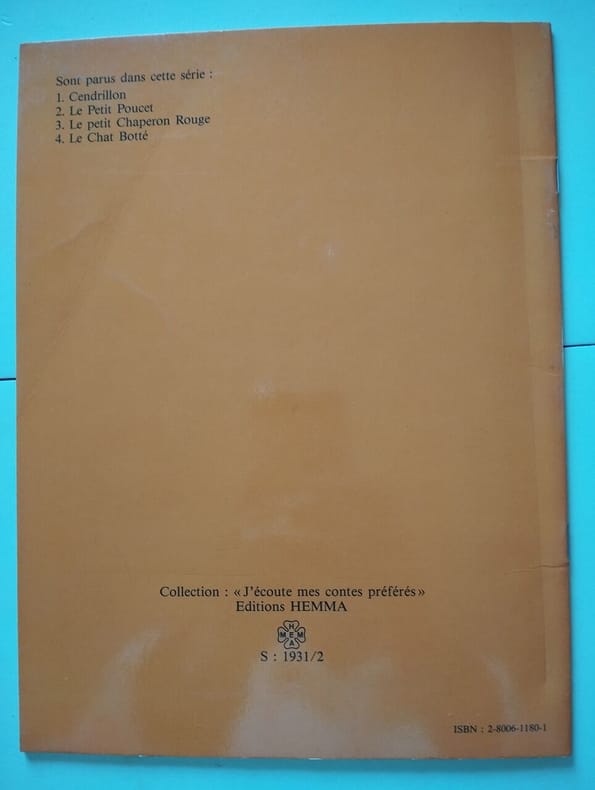 Sont parus dans cette série :
1. Cendrillon
2. Le Petit Poucet
3. Le petit Chaperon Rouge
4. Le Chat Botté
Collection : «J'écoute mes contes préférés»
Editions HEMMA
H
MEMA
A
S : 1931/2
ISBN : 2-8006-1180-1